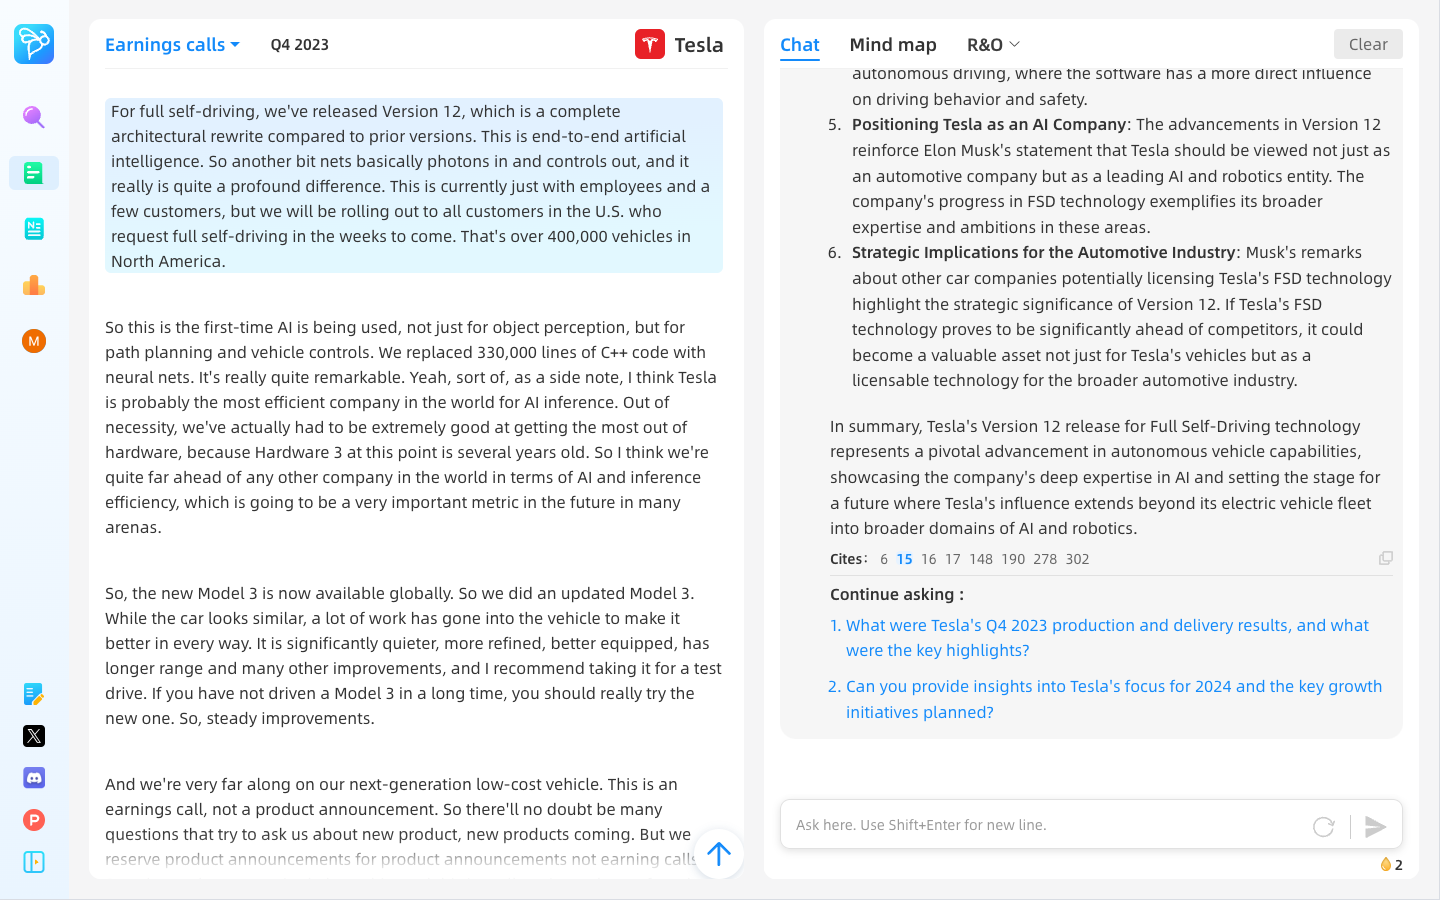 Earnings calls
Q4 2023
Tesla
For full self-driving, we've released Version 12, which is a complete
architectural rewrite compared to prior versions. This is end-to-end artificial
intelligence. So another bit nets basically photons in and controls out, and it
really is quite a profound difference. This is currently just with employees and a
few customers, but we will be rolling out to all customers in the U.S. who
request full self-driving in the weeks to come. That's over 400,000 vehicles in
North America.
So this is the first-time AI is being used, not just for object perception, but for
path planning and vehicle controls. We replaced 330,000 lines of C++ code with
neural nets. It's really quite remarkable. Yeah, sort of, as a side note, I think Tesla
is probably the most efficient company in the world for AI inference. Out of
necessity, we've actually had to be extremely good at getting the most out of
hardware, because Hardware 3 at this point is several years old. So I think we're
quite far ahead of any other company in the world in terms of AI and inference
efficiency, which is going to be a very important metric in the future in many
arenas.
So, the new Model 3 is now available globally. So we did an updated Model 3.
While the car looks similar, a lot of work has gone into the vehicle to make it
better in every way. It is significantly quieter, more refined, better equipped, has
longer range and many other improvements, and I recommend taking it for a test
drive. If you have not driven a Model 3 in a long time, you should really try the
new one. So, steady improvements.
And we're very far along on our next-generation low-cost vehicle. This is an
earnings call, not a product announcement. So there'll no doubt be many
questions that try to ask us about new product, new products coming. But we
reserve product announcements for product announcements not earning calls
Chat
Mind map
R&O
Clear
autonomous driving, where the software has a more direct influence
on driving behavior and safety.
5. Positioning Tesla as an AI Company: The advancements in Version 12
reinforce Elon Musk's statement that Tesla should be viewed not just as
an automotive company but as a leading AI and robotics entity. The
company's progress in FSD technology exemplifies its broader
expertise and ambitions in these areas.
6. Strategic Implications for the Automotive Industry: Musk's remarks
about other car companies potentially licensing Tesla's FSD technology
highlight the strategic significance of Version 12. If Tesla's FSD
technology proves to be significantly ahead of competitors, it could
become a valuable asset not just for Tesla's vehicles but as a
licensable technology for the broader automotive industry.
In summary, Tesla's Version 12 release for Full Self-Driving technology
represents a pivotal advancement in autonomous vehicle capabilities,
showcasing the company's deep expertise in AI and setting the stage for
a future where Tesla's influence extends beyond its electric vehicle fleet
into broader domains of AI and robotics.
Cites: 6 15 16 17 148 190 278 302
Continue asking :
1. What were Tesla's Q4 2023 production and delivery results, and what
were the key highlights?
2. Can you provide insights into Tesla's focus for 2024 and the key growth
initiatives planned?
Ask here. Use Shift+Enter for new line.
2
M